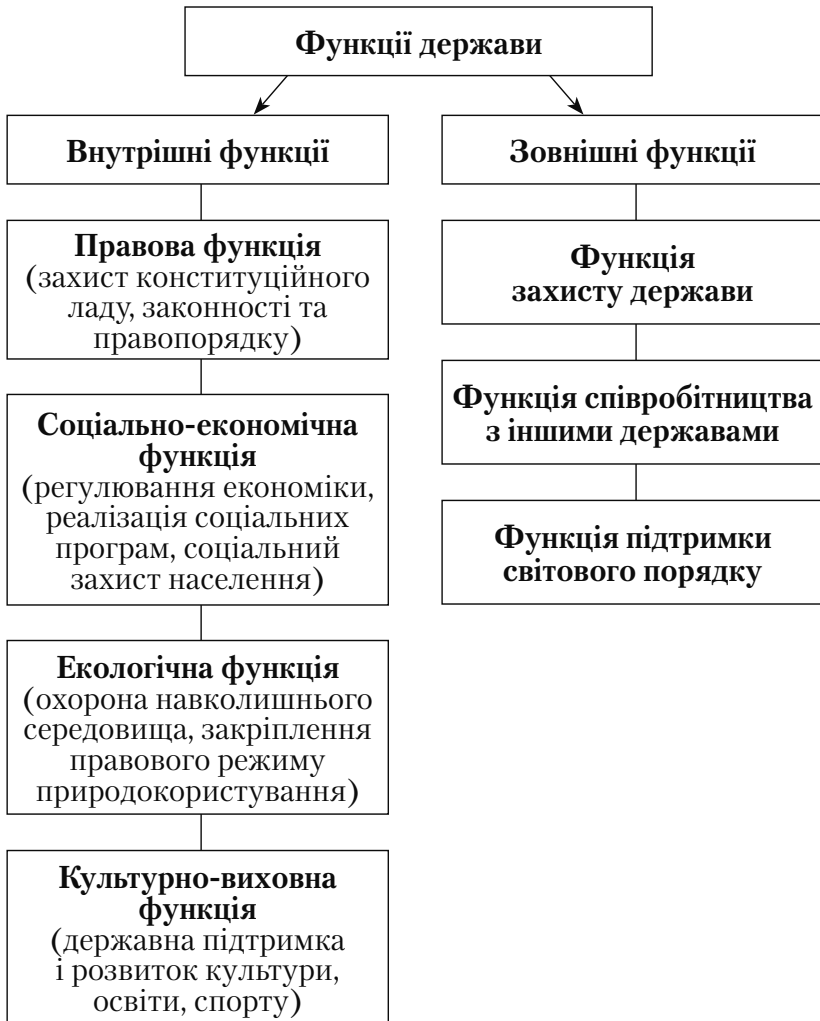 Функції держави
Внутрішні функції
Правова функція
(захист конституційного
ладу, законності та
правопорядку)
Соціально-економічна
функція
(регулювання економіки,
реалізація соціальних
програм, соціальний
захист населення)
Екологічна функція
(охорона навколишнього
середовища, закріплення
правового режиму
природокористування)
Культурно-виховна
функція
(державна підтримка
і розвиток культури,
освіти, спорту)
Зовнішні функції
Функція
захисту держави
Функція співробітництва
з іншими державами
Функція підтримки
світового порядку